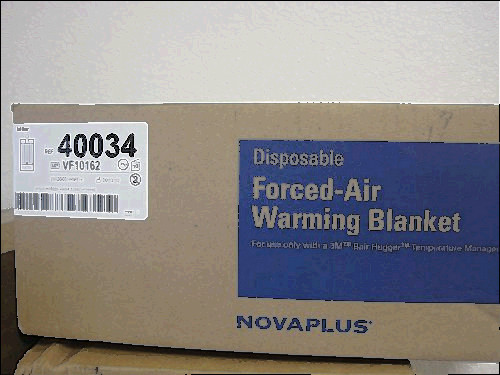 REF 40034
VF10162
Disposable
Forced-Air
Warming Blanket
For use only with a 3M™ Bair Hugger™ Temperature Manage
NOVAPLUS®